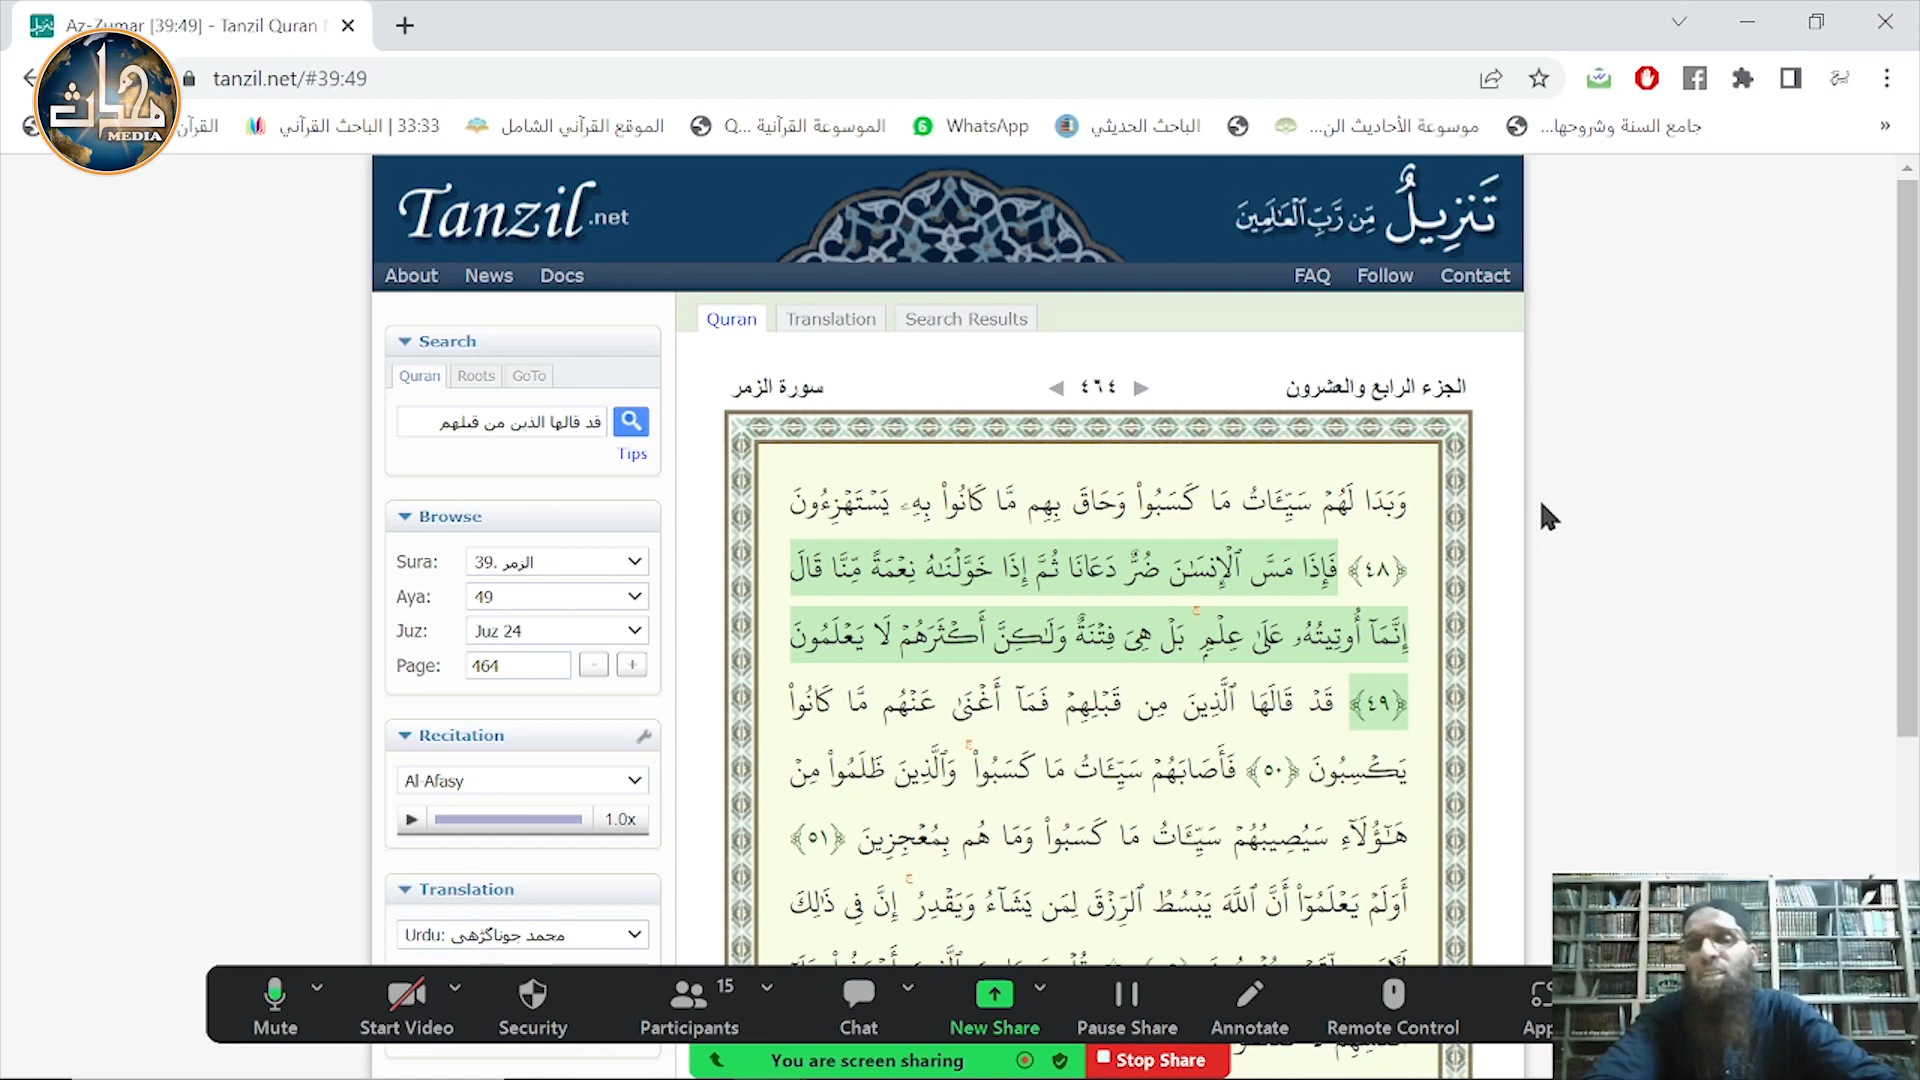 Az-Zumar [39:49] - Tanzil Quran
tanzil.net/#39:49
هدهد
MEDIA
القرآن
33:33 | الباحث القرآني
الموقع القرآني الشامل
الموسوعة القرآنية Q...
WhatsApp
الباحث الحديثي
موسوعة الأحاديث الن...
جامع السنة وشروحها...
»
Tanzil.net
تَنزِيلٌ مِّن رَّبِّ ٱلْعَالَمِينَ
About News Docs
FAQ Follow Contact
Quran Translation Search Results
Search
Quran Roots GoTo
قد قالها الذين من قبلهم
Tips
Browse
Sura: 39. الزمر
Aya: 49
Juz: Juz 24
Page: 464 - +
Recitation
Al-Afasy
1.0x
Translation
Urdu: محمد جوناگڑھی
الجزء الرابع والعشرون ٤٦٤ سورة الزمر
وَبَدَا لَهُمْ سَيِّـَٔاتُ مَا كَسَبُوا۟ وَحَاقَ بِهِم مَّا كَانُوا۟ بِهِۦ يَسْتَهْزِءُونَ
﴿٤٨﴾ فَإِذَا مَسَّ ٱلْإِنسَـٰنَ ضُرٌّ دَعَانَا ثُمَّ إِذَا خَوَّلْنَـٰهُ نِعْمَةً مِّنَّا قَالَ
إِنَّمَآ أُوتِيتُهُۥ عَلَىٰ عِلْمٍۭ ۚ بَلْ هِىَ فِتْنَةٌ وَلَـٰكِنَّ أَكْثَرَهُمْ لَا يَعْلَمُونَ
﴿٤٩﴾ قَدْ قَالَهَا ٱلَّذِينَ مِن قَبْلِهِمْ فَمَآ أَغْنَىٰ عَنْهُم مَّا كَانُوا۟
يَكْسِبُونَ ﴿٥٠﴾ فَأَصَابَهُمْ سَيِّـَٔاتُ مَا كَسَبُوا۟ ۚ وَٱلَّذِينَ ظَلَمُوا۟ مِنْ
هَـٰٓؤُلَآءِ سَيُصِيبُهُمْ سَيِّـَٔاتُ مَا كَسَبُوا۟ وَمَا هُم بِمُعْجِزِينَ ﴿٥١﴾
أَوَلَمْ يَعْلَمُوٓا۟ أَنَّ ٱللَّهَ يَبْسُطُ ٱلرِّزْقَ لِمَن يَشَآءُ وَيَقْدِرُ ۚ إِنَّ فِى ذَٰلِكَ
Mute
Start Video
Security
Participants 15
Chat
New Share
Pause Share
Annotate
Remote Control
App
You are screen sharing
Stop Share